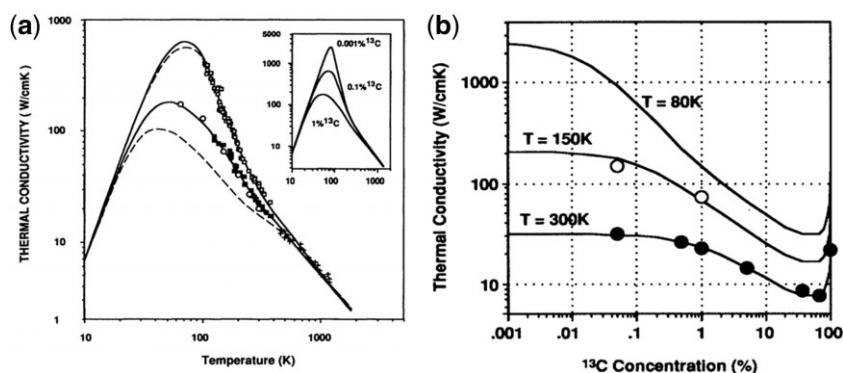 (a)
THERMAL CONDUCTIVITY ( W/cmK )
1000
100
10
1
10
100
1000
Temperature (K)
5000
1000
100
10
10
100
1000
0.001%¹³C
0.1%¹³C
1%¹³C
(b)
Thermal Conductivity (W/cmK)
1000
100
10
T = 80K
T = 150K
T = 300K
.001
.01
.1
1
10
100
¹³C Concentration (%)